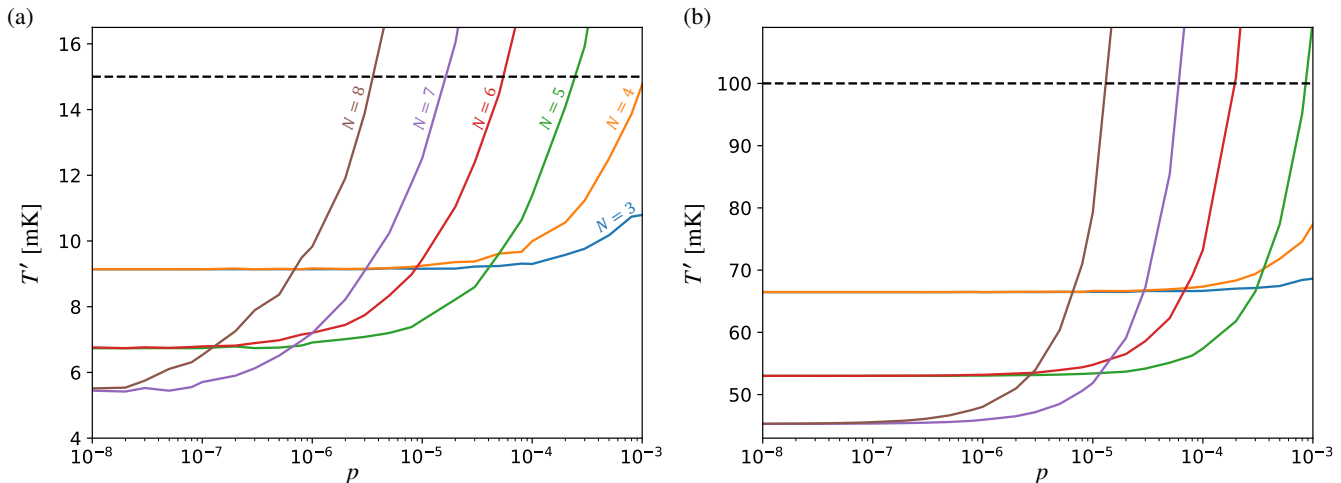 (a)
T′ [mK]
16
14
12
10
8
6
4
N = 8
N = 7
N = 6
N = 5
N = 4
N = 3
10⁻⁸
10⁻⁷
10⁻⁶
10⁻⁵
10⁻⁴
10⁻³
p
(b)
T′ [mK]
100
90
80
70
60
50
10⁻⁸
10⁻⁷
10⁻⁶
10⁻⁵
10⁻⁴
10⁻³
p